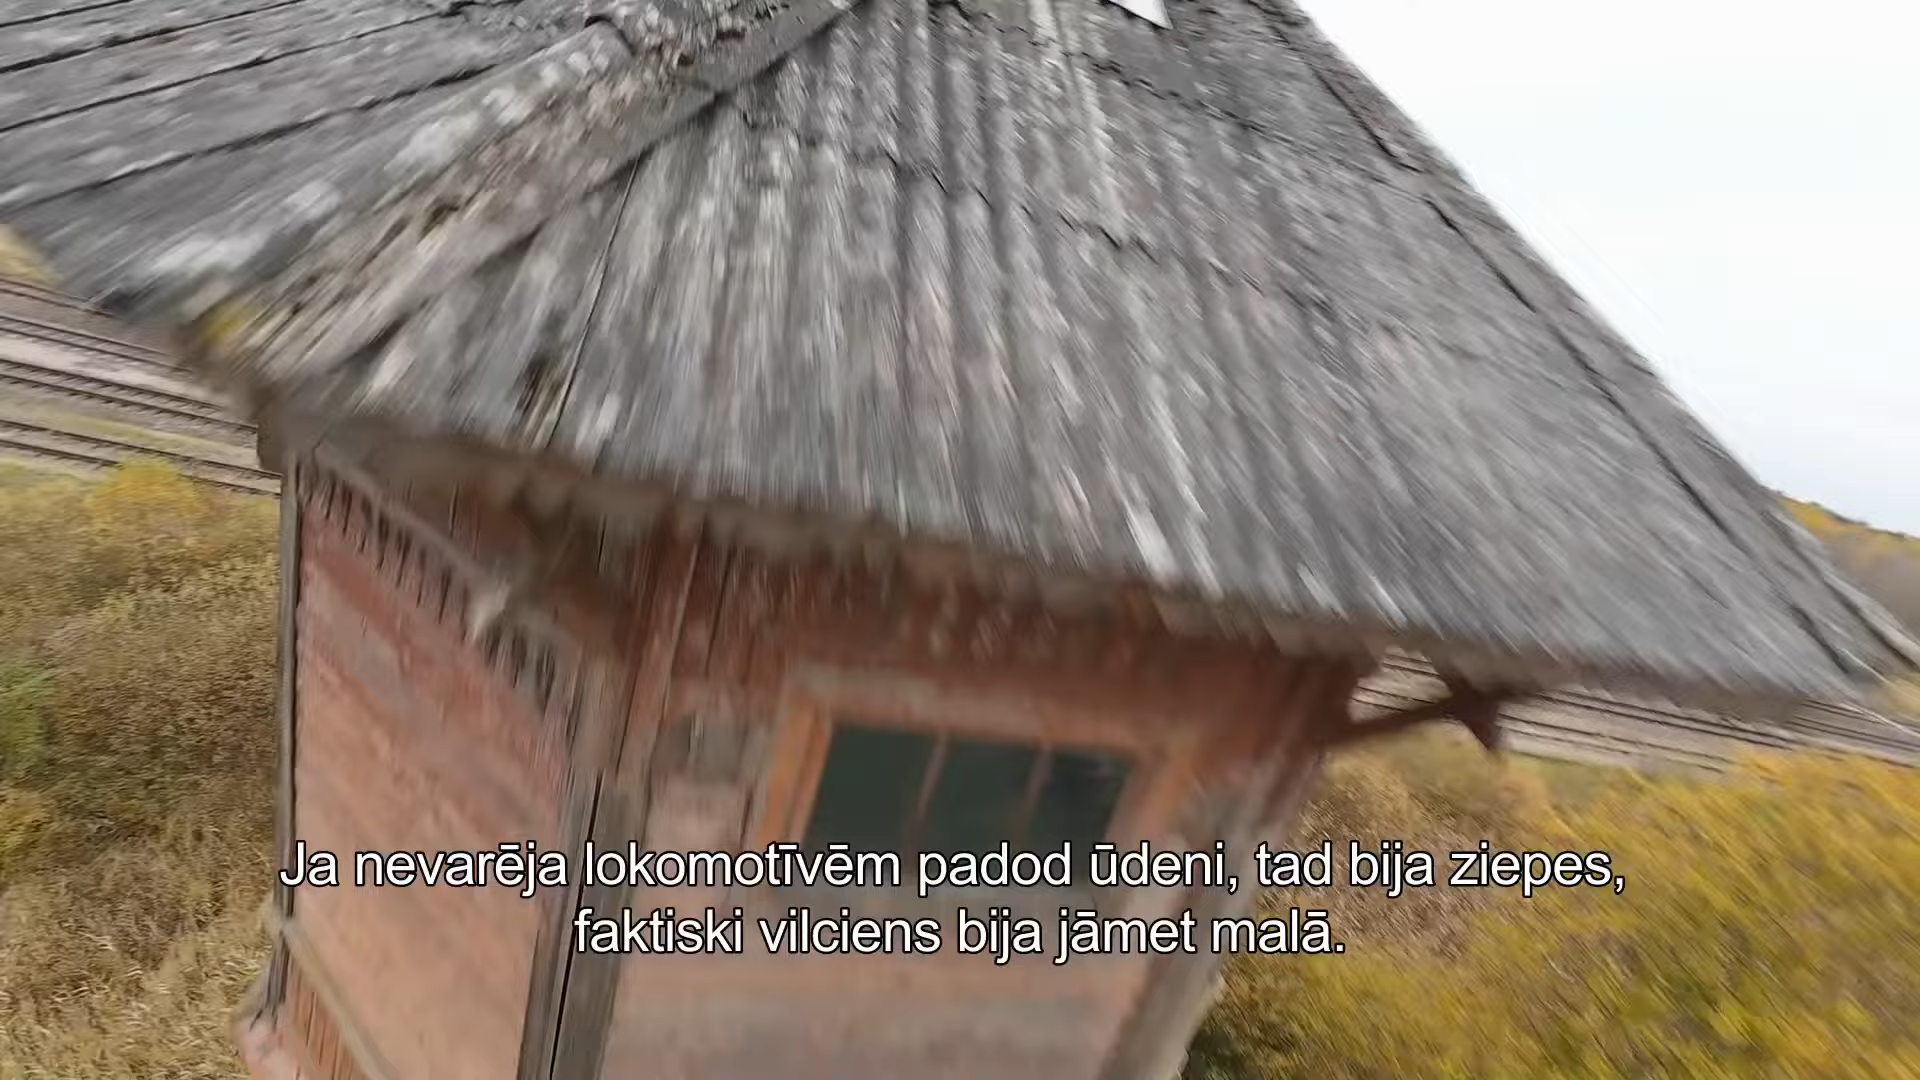 Ja nevarēja lokomotīvēm padod ūdeni, tad bija ziepes,
faktiski vilciens bija jāmet malā.